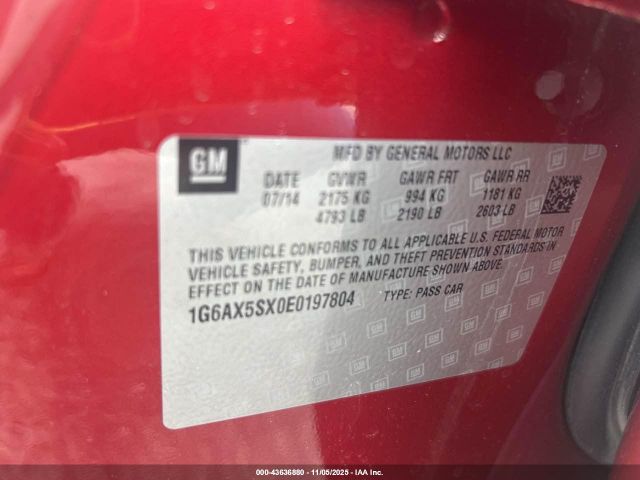 GM
MFD BY GENERAL MOTORS LLC
DATE GVWR GAWR FRT GAWR RR
07/14 2175 KG 994 KG 1181 KG
4793 LB 2190 LB 2603 LB
THIS VEHICLE CONFORMS TO ALL APPLICABLE U.S. FEDERAL MOTOR
VEHICLE SAFETY, BUMPER, AND THEFT PREVENTION STANDARDS IN
EFFECT ON THE DATE OF MANUFACTURE SHOWN ABOVE.
1G6AX5SX0E0197804 TYPE: PASS CAR
000-43636880 - 11/05/2025 - IAA Inc.